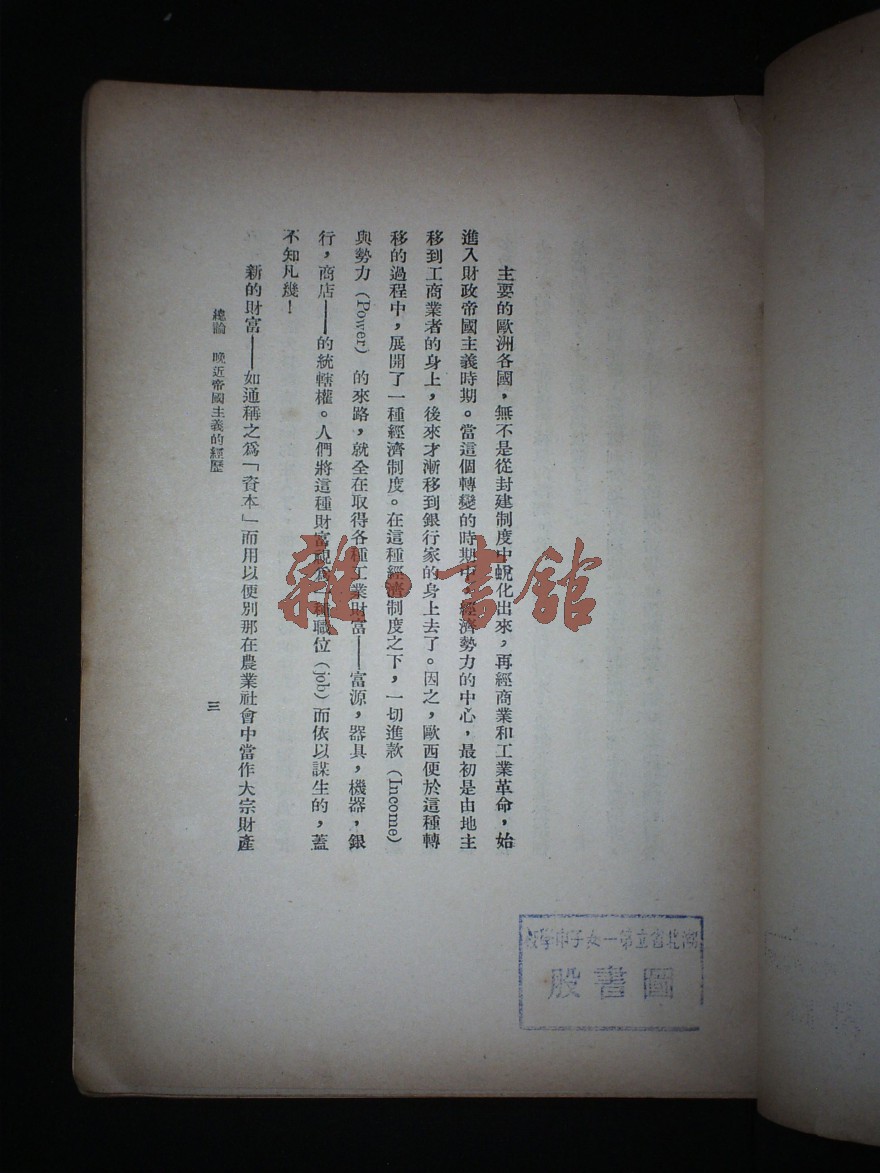 主要的歐洲各國，無不是從封建制度中蛻化出來，再經商業和工業革命，始
進入財政帝國主義時期。當這個轉變的時期中，經濟勢力的中心，最初是由地主
移到工商業者的身上，後來才漸移到銀行家的身上去了。因之，歐西便於這種轉
移的過程中，展開了一種經濟制度。在這種經濟制度之下，一切進款（Income）
與勢力（Power）的來路，就全在取得各種工業財富——富源，器具，機器，銀
行，商店——的統轄權。人們將這種財富視爲一種職位（job）而依以謀生的，蓋
不知凡幾！
新的財富——如通稱之爲「資本」而用以便別那在農業社會中當作大宗財產
總論　晚近帝國主義的經歷
三
雜·書館
湖北省立第一女子中學校
圖書股